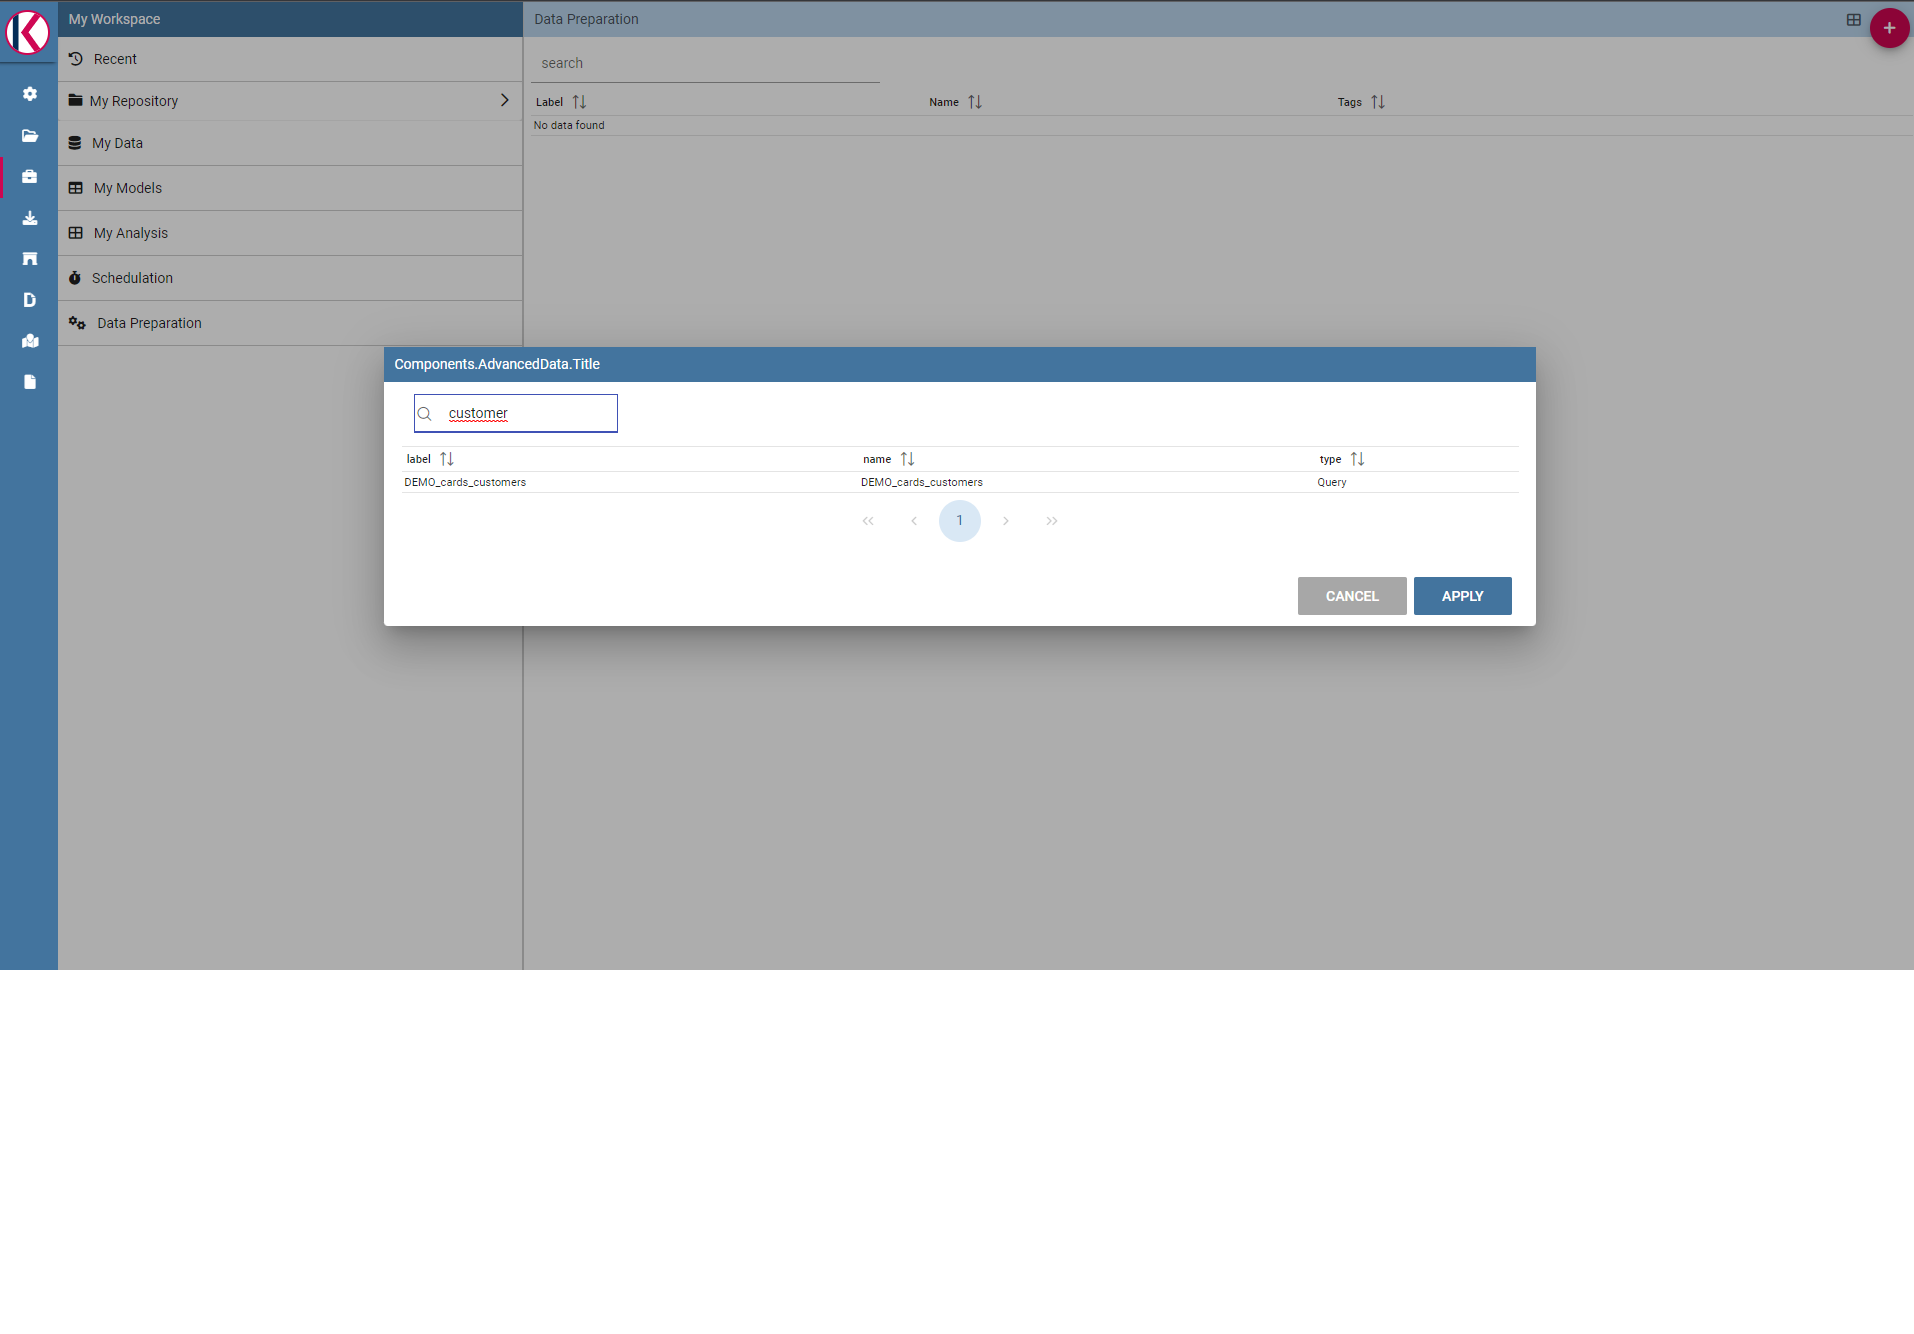 My Workspace
Data Preparation
Recent
My Repository
My Data
My Models
My Analysis
Schedulation
Data Preparation
search
Label Name Tags
No data found
Components.AdvancedData.Title
customer
label name type
DEMO_cards_customers DEMO_cards_customers Query
1
CANCEL APPLY